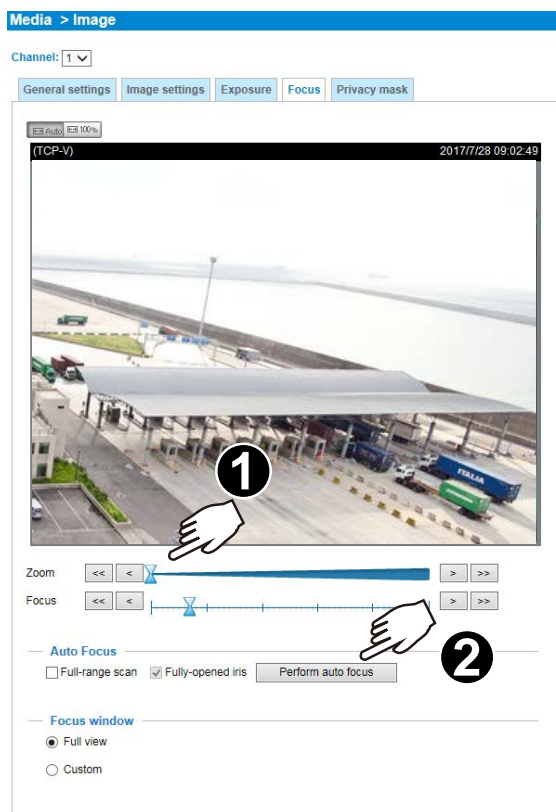 Media > Image
Channel: 1
General settings Image settings Exposure Focus Privacy mask
Auto 100%
(TCP-V) 2017/7/28 09:02:49
ITALIA
1
Zoom << < > >>
Focus << < > >>
2
Auto Focus
Full-range scan Fully-opened iris Perform auto focus
Focus window
Full view
Custom